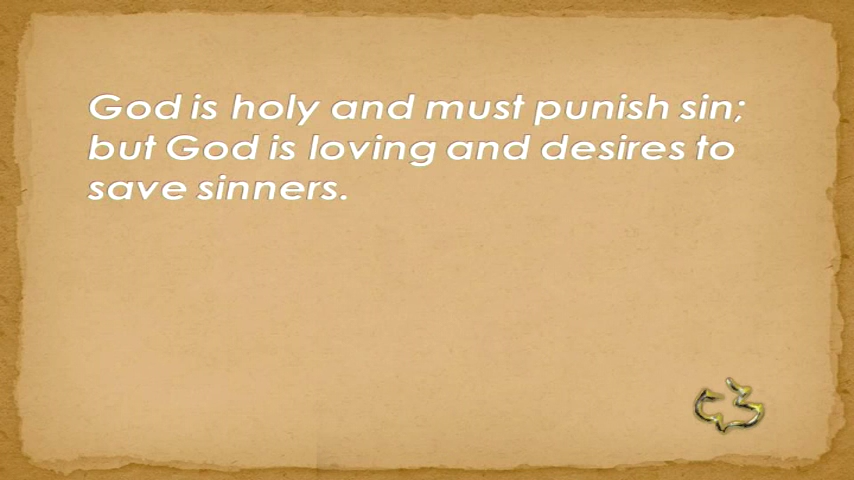 God is holy and must punish sin;
but God is loving and desires to
save sinners.